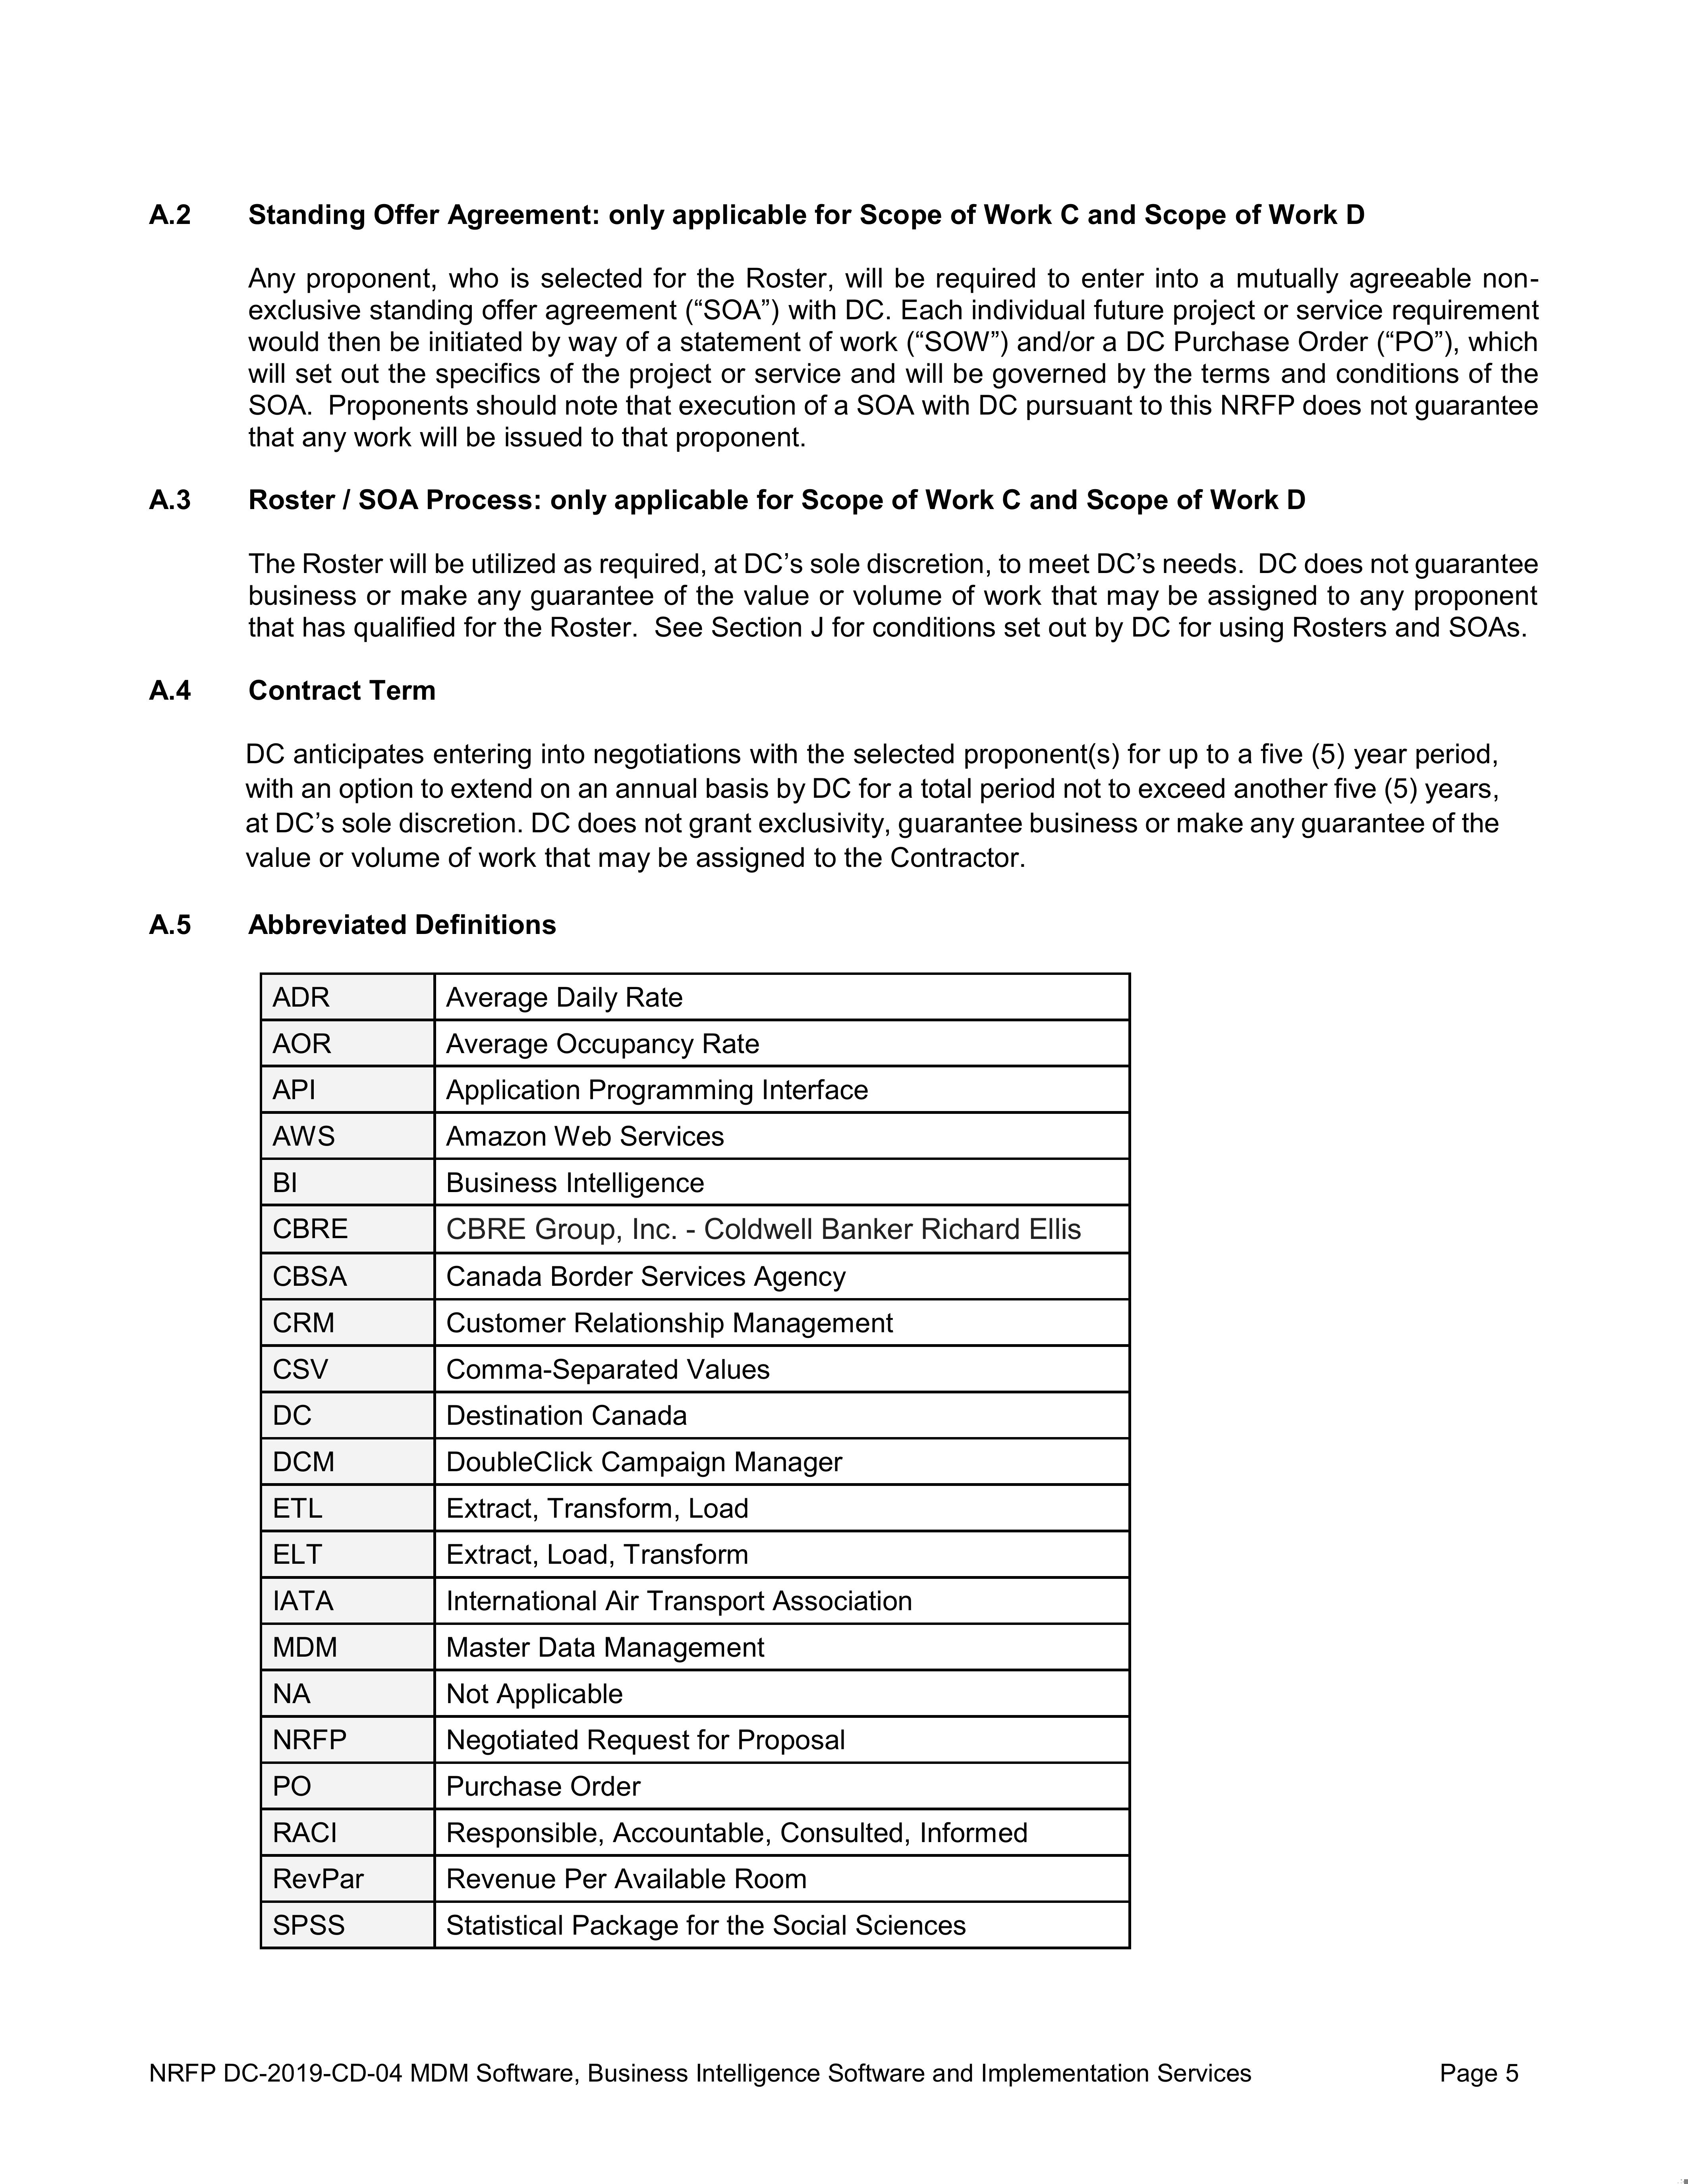 A.2 Standing Offer Agreement: only applicable for Scope of Work C and Scope of Work D
Any proponent, who is selected for the Roster, will be required to enter into a mutually agreeable non-
exclusive standing offer agreement (“SOA”) with DC. Each individual future project or service requirement
would then be initiated by way of a statement of work (“SOW”) and/or a DC Purchase Order (“PO”), which
will set out the specifics of the project or service and will be governed by the terms and conditions of the
SOA. Proponents should note that execution of a SOA with DC pursuant to this NRFP does not guarantee
that any work will be issued to that proponent.
A.3 Roster / SOA Process: only applicable for Scope of Work C and Scope of Work D
The Roster will be utilized as required, at DC’s sole discretion, to meet DC’s needs. DC does not guarantee
business or make any guarantee of the value or volume of work that may be assigned to any proponent
that has qualified for the Roster. See Section J for conditions set out by DC for using Rosters and SOAs.
A.4 Contract Term
DC anticipates entering into negotiations with the selected proponent(s) for up to a five (5) year period,
with an option to extend on an annual basis by DC for a total period not to exceed another five (5) years,
at DC’s sole discretion. DC does not grant exclusivity, guarantee business or make any guarantee of the
value or volume of work that may be assigned to the Contractor.
A.5 Abbreviated Definitions
ADR Average Daily Rate
AOR Average Occupancy Rate
API Application Programming Interface
AWS Amazon Web Services
BI Business Intelligence
CBRE CBRE Group, Inc. - Coldwell Banker Richard Ellis
CBSA Canada Border Services Agency
CRM Customer Relationship Management
CSV Comma-Separated Values
DC Destination Canada
DCM DoubleClick Campaign Manager
ETL Extract, Transform, Load
ELT Extract, Load, Transform
IATA International Air Transport Association
MDM Master Data Management
NA Not Applicable
NRFP Negotiated Request for Proposal
PO Purchase Order
RACI Responsible, Accountable, Consulted, Informed
RevPar Revenue Per Available Room
SPSS Statistical Package for the Social Sciences
NRFP DC-2019-CD-04 MDM Software, Business Intelligence Software and Implementation Services Page 5